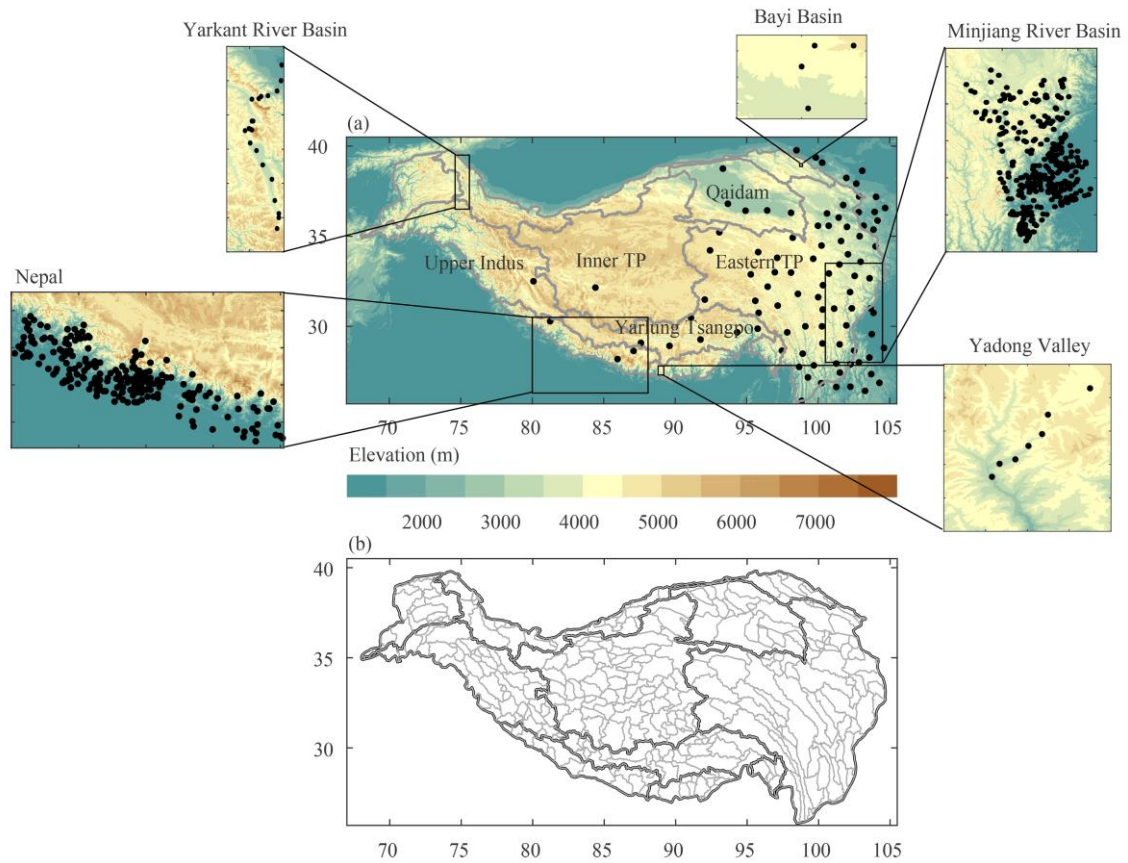 Yarkant River Basin
Bayi Basin
Minjiang River Basin
(a)
40
35
30
Qaidam
Upper Indus
Inner TP
Eastern TP
Yarlung Tsangpo
Nepal
Yadong Valley
70 75 80 85 90 95 100 105
Elevation (m)
2000 3000 4000 5000 6000 7000
(b)
40
35
30
70 75 80 85 90 95 100 105